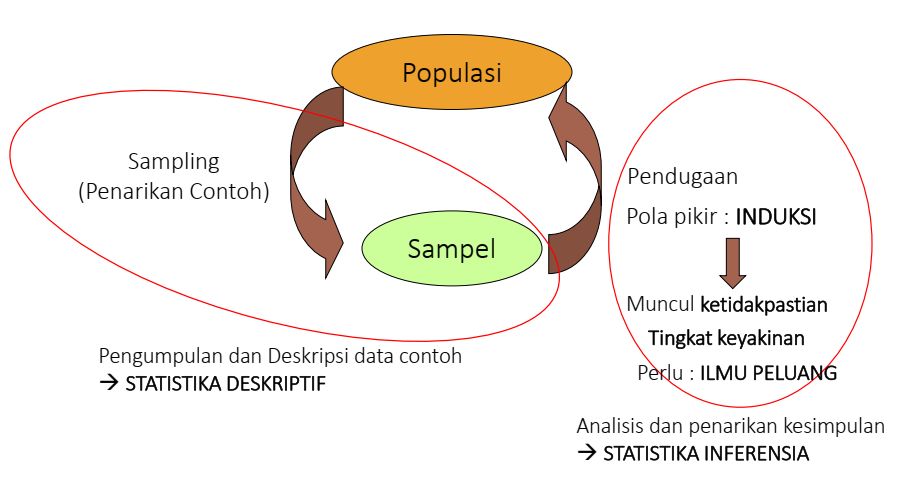 Populasi
Sampling
(Penarikan Contoh)
Sampel
Pengumpulan dan Deskripsi data contoh
→ STATISTIKA DESKRIPTIF
Pendugaan
Pola pikir : INDUKSI
Muncul ketidakpastian
Tingkat keyakinan
Perlu : ILMU PELUANG
Analisis dan penarikan kesimpulan
→ STATISTIKA INFERENSIA